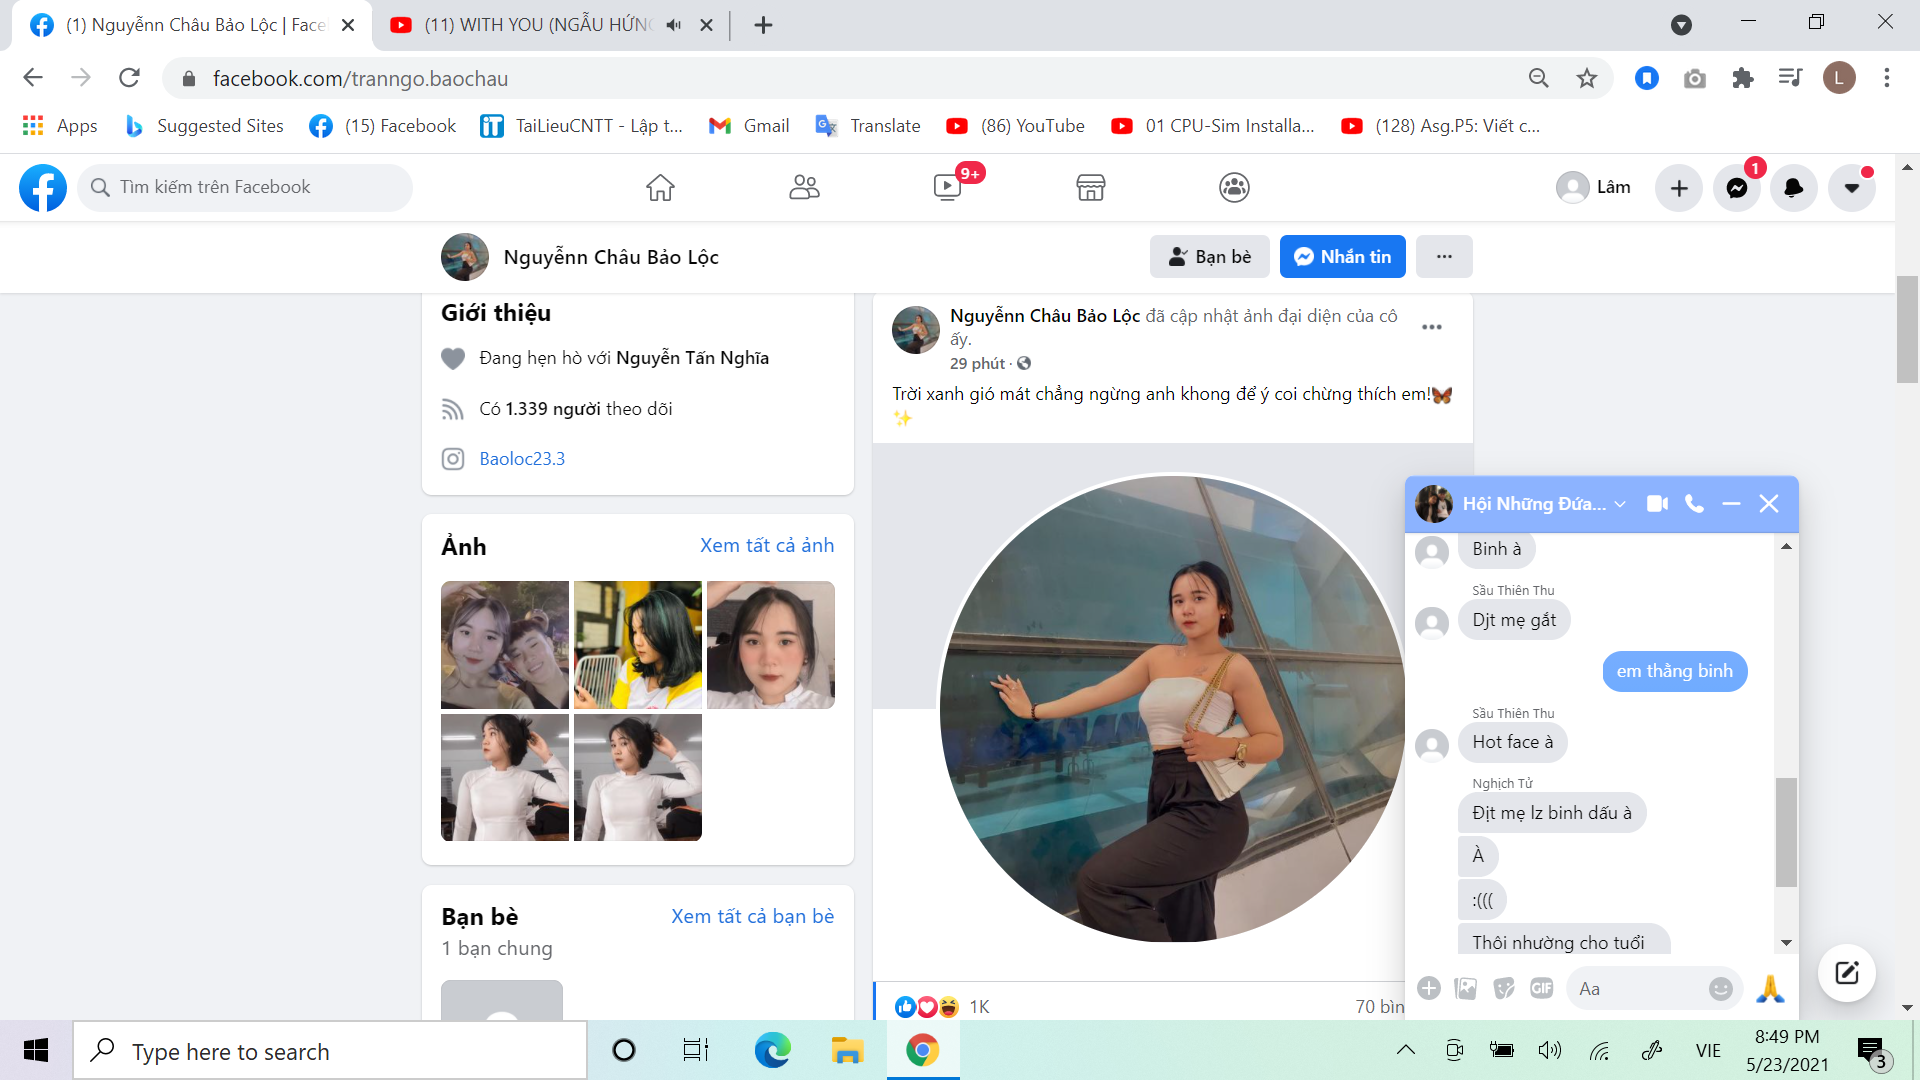 (1) Nguyễnn Châu Bảo Lộc | Face
(11) WITH YOU (NGẪU HỨNG
facebook.com/tranngo.baochau
L
Apps
Suggested Sites
(15) Facebook
TaiLieuCNTT - Lập t...
Gmail
Translate
(86) YouTube
01 CPU-Sim Installa...
(128) Asg.P5: Viết c...
Tìm kiếm trên Facebook
9+
Lâm
1
Nguyễnn Châu Bảo Lộc
Bạn bè
Nhắn tin
Giới thiệu
Đang hẹn hò với Nguyễn Tấn Nghĩa
Có 1.339 người theo dõi
Baoloc23.3
Ảnh
Xem tất cả ảnh
Bạn bè
Xem tất cả bạn bè
1 bạn chung
Nguyễnn Châu Bảo Lộc đã cập nhật ảnh đại diện của cô
ấy.
29 phút ·
Trời xanh gió mát chẳng ngừng anh khong để ý coi chừng thích em!🦋
✨
1K
70 bìn
Hội Những Đứa...
Binh à
Sầu Thiên Thu
Djt mẹ gắt
em thằng binh
Sầu Thiên Thu
Hot face à
Nghịch Tử
Địt mẹ lz binh dấu à
À
:(((
Thôi nhường cho tuổi
GIF
Aa
Type here to search
VIE
8:49 PM
5/23/2021
3